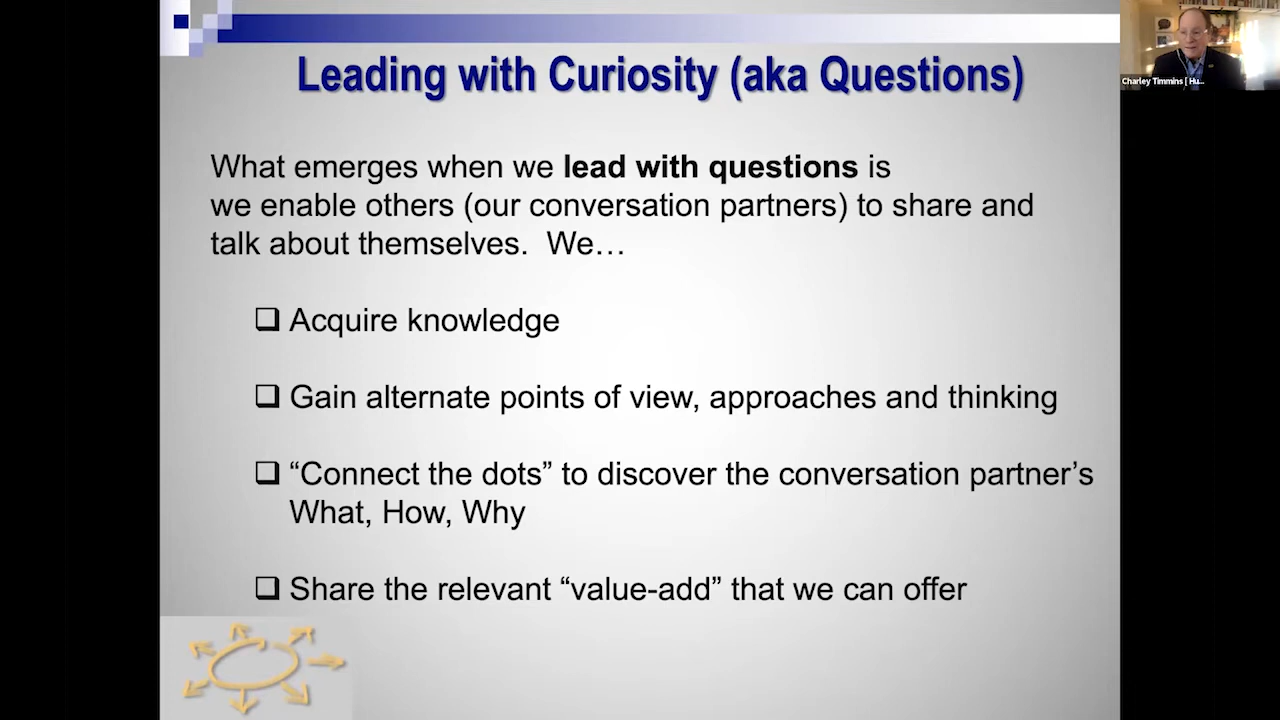 Leading with Curiosity (aka Questions)
Charley Timmins [ Hu...
What emerges when we lead with questions is
we enable others (our conversation partners) to share and
talk about themselves.  We…
❑ Acquire knowledge
❑ Gain alternate points of view, approaches and thinking
❑ “Connect the dots” to discover the conversation partner’s
What, How, Why
❑ Share the relevant “value-add” that we can offer